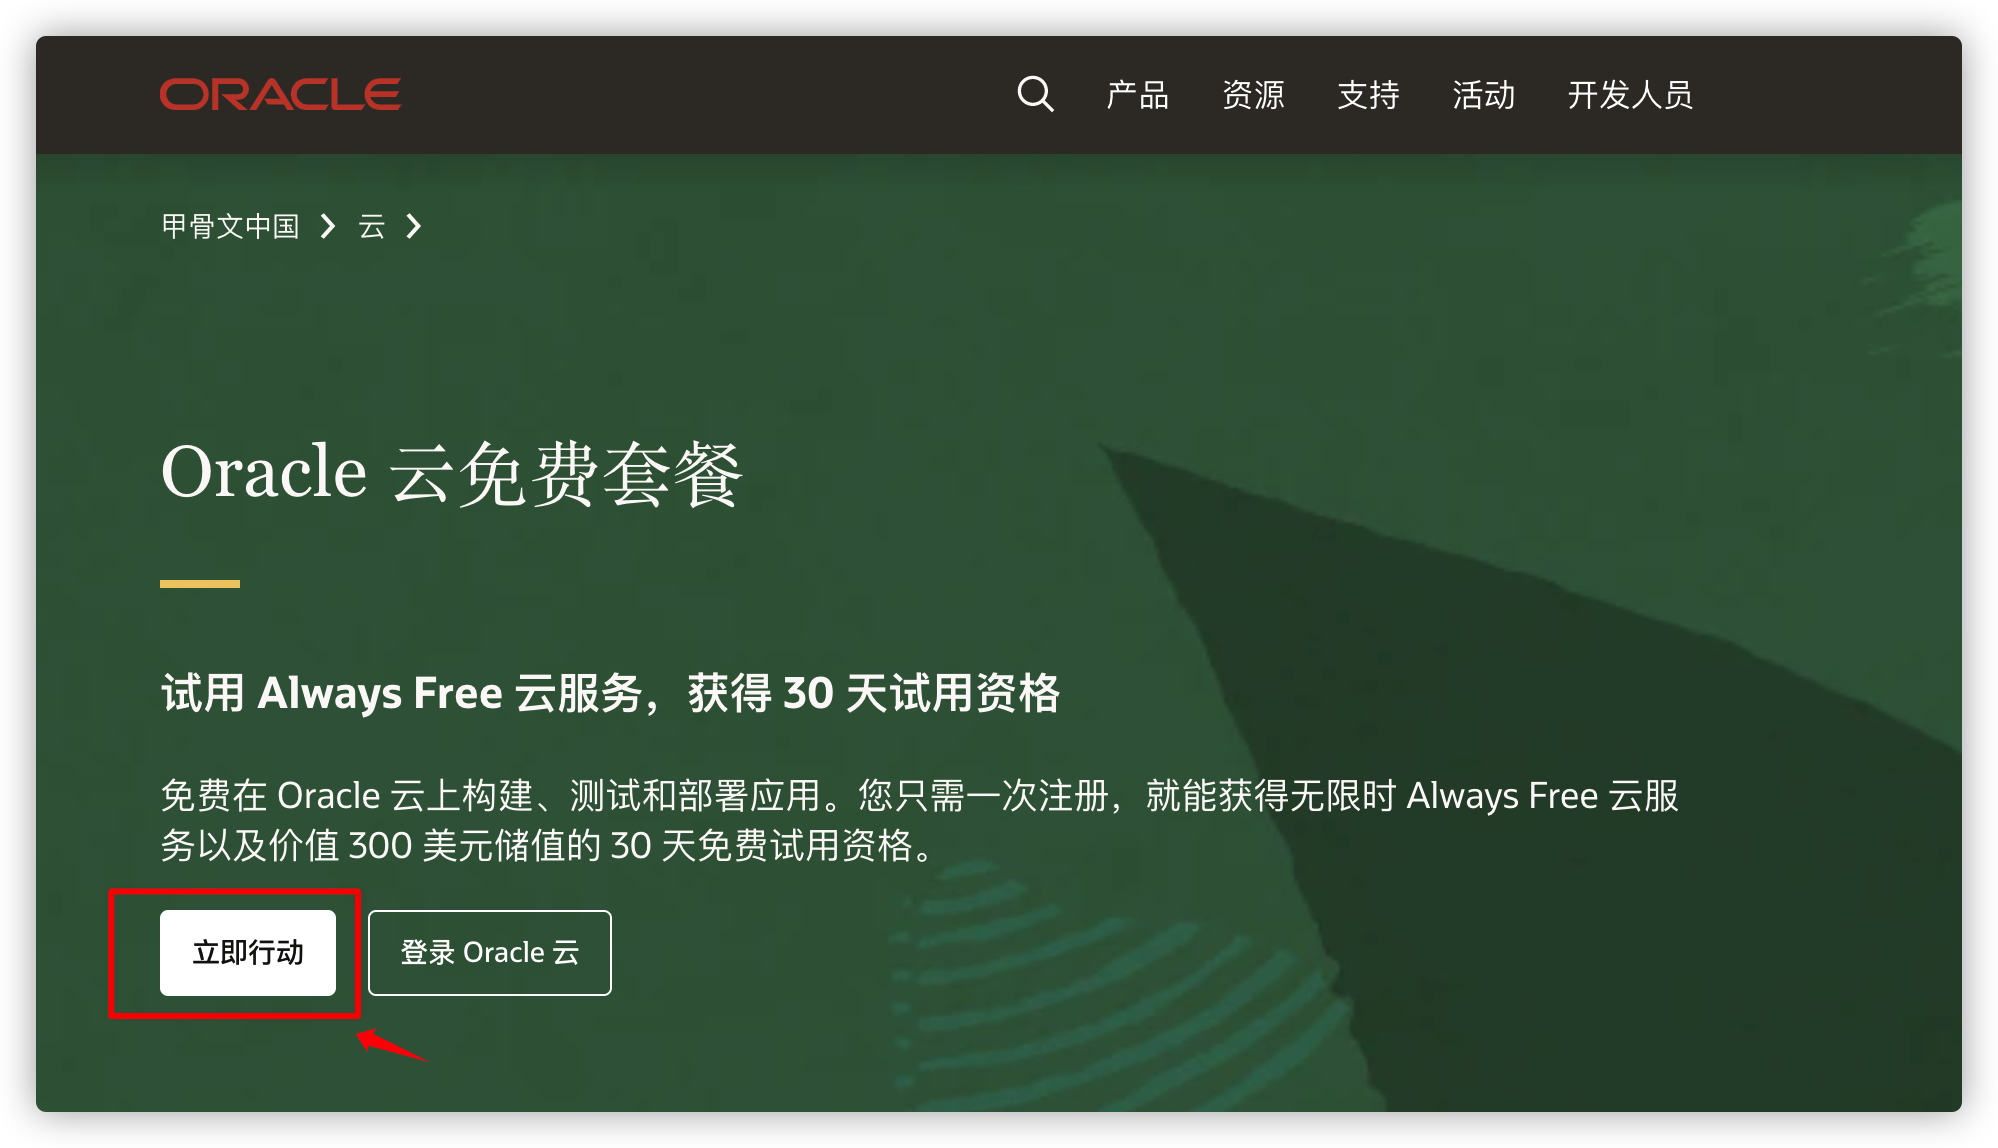 ORACLE
产品 资源 支持 活动 开发人员
甲骨文中国 云
Oracle 云免费套餐
试用 Always Free 云服务，获得 30 天试用资格
免费在 Oracle 云上构建、测试和部署应用。您只需一次注册，就能获得无限时 Always Free 云服
务以及价值 300 美元储值的 30 天免费试用资格。
立即行动 登录 Oracle 云